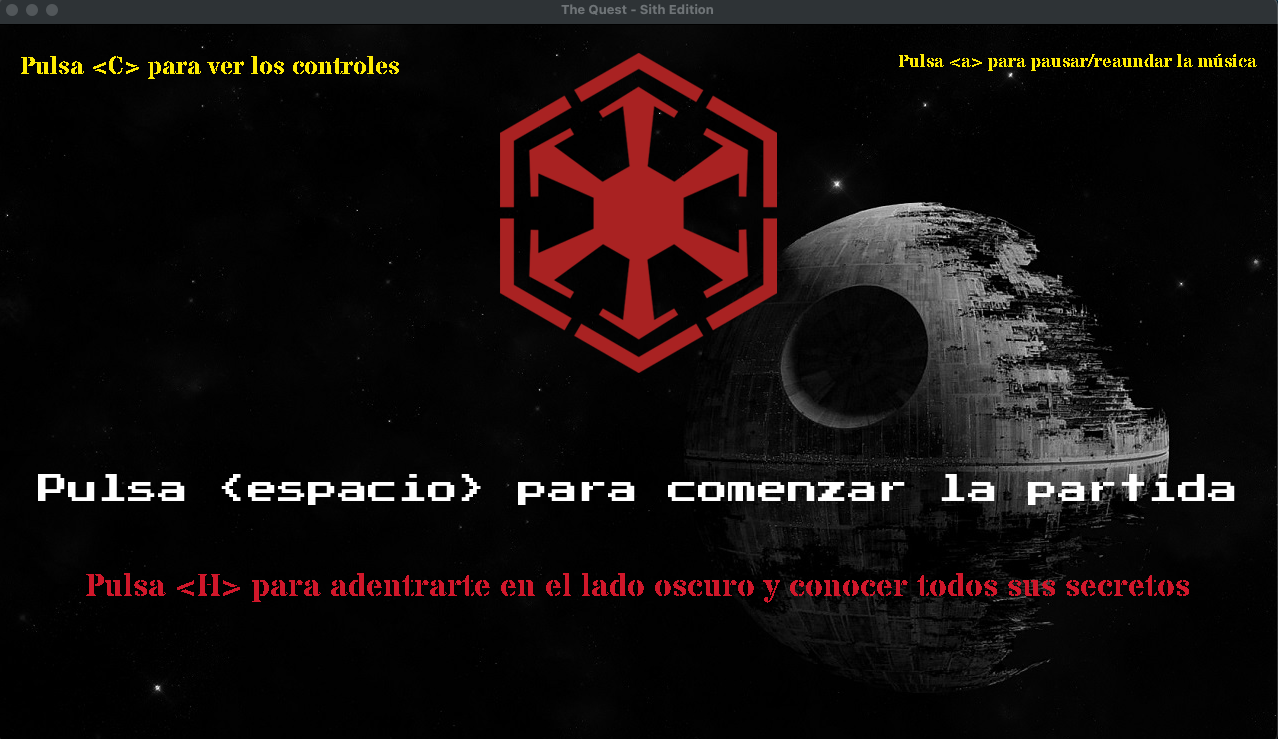 The Quest - Sith Edition
Pulsa <C> para ver los controles
Pulsa <a> para pausar/reaundar la música
Pulsa {espacio} para comenzar la partida
Pulsa <H> para adentrarte en el lado oscuro y conocer todos sus secretos